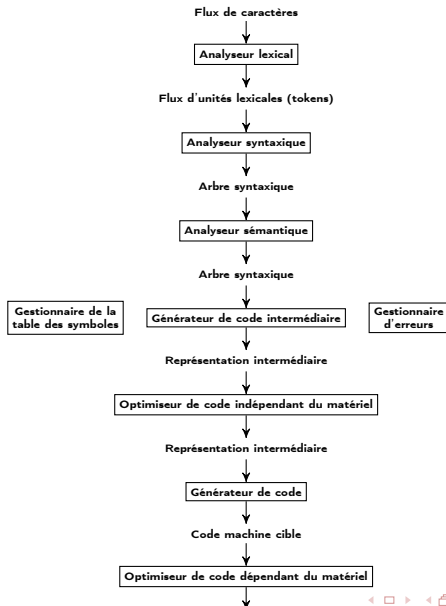 Flux de caractères
Analyseur lexical
Flux d'unités lexicales (tokens)
Analyseur syntaxique
Arbre syntaxique
Analyseur sémantique
Arbre syntaxique
Gestionnaire de la
table des symboles
Générateur de code intermédiaire
Gestionnaire
d'erreurs
Représentation intermédiaire
Optimiseur de code indépendant du matériel
Représentation intermédiaire
Générateur de code
Code machine cible
Optimiseur de code dépendant du matériel